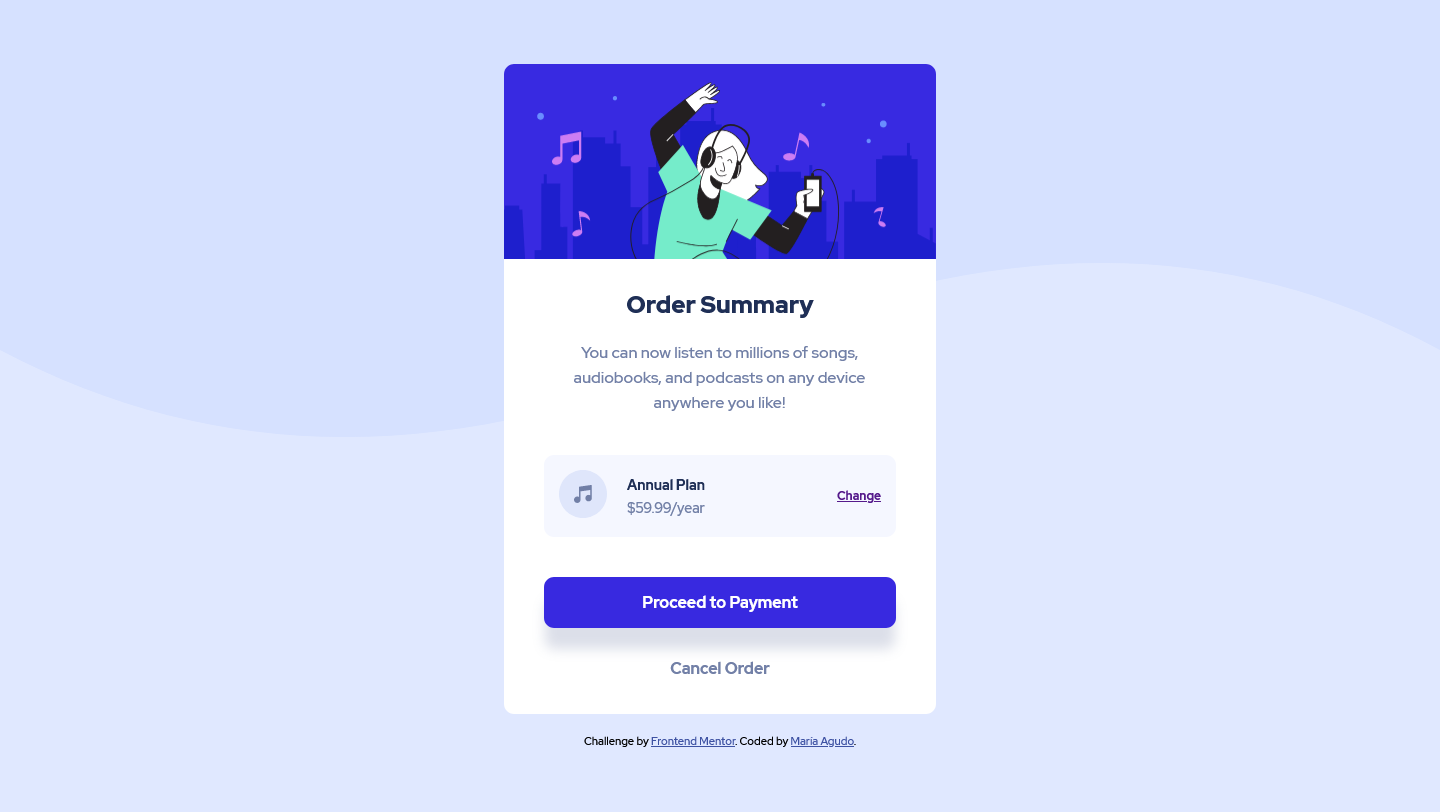 Order Summary
You can now listen to millions of songs,
audiobooks, and podcasts on any device
anywhere you like!
Annual Plan
$59.99/year
Change
Proceed to Payment
Cancel Order
Challenge by Frontend Mentor. Coded by María Agudo.